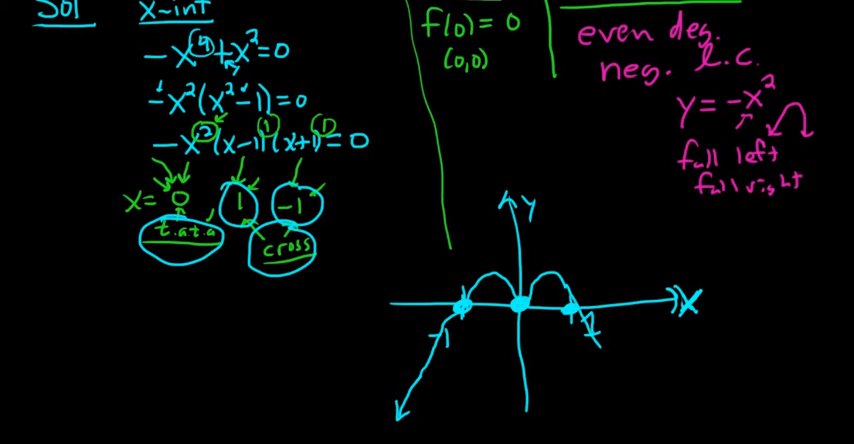 Sol
x-int
-x⁴+x²=0
-x²(x²-1)=0
-x²(x-1)¹(x+1)¹=0
x= 0 1 -1
t.a.t.a
cross
f(0)=0
(0,0)
even deg.
neg. l.c.
y=-x²
fall left
fall right
y
x
-1